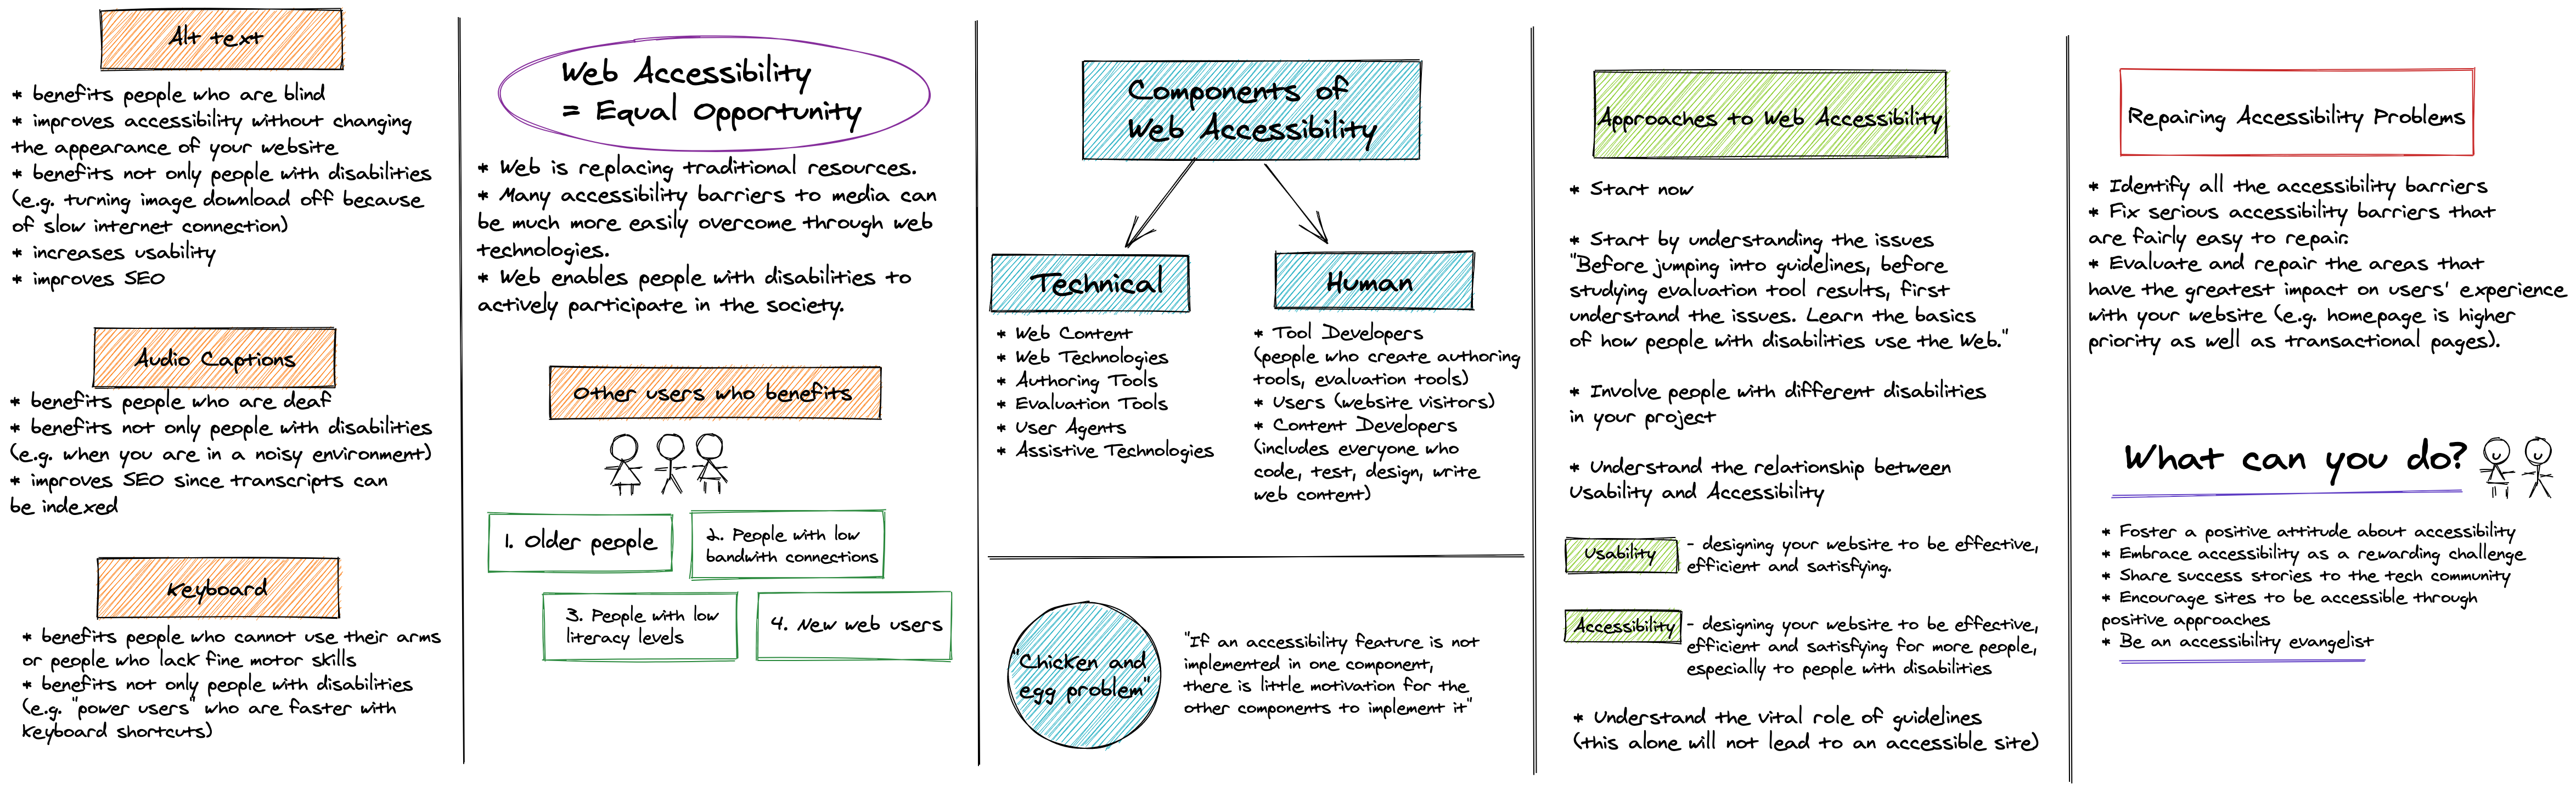 Alt text
* benefits people who are blind
* improves accessibility without changing
the appearance of your website
* benefits not only people with disabilities
(e.g. turning image download off because
of slow internet connection)
* increases usability
* improves SEO
Audio Captions
* benefits people who are deaf
* benefits not only people with disabilities
(e.g. when you are in a noisy environment)
* improves SEO since transcripts can
be indexed
Keyboard
* benefits people who cannot use their arms
or people who lack fine motor skills
* benefits not only people with disabilities
(e.g. "power users" who are faster with
keyboard shortcuts)
Web Accessibility
= Equal Opportunity
* Web is replacing traditional resources.
* Many accessibility barriers to media can
be much more easily overcome through web
technologies.
* Web enables people with disabilities to
actively participate in the society.
Other users who benefits
1. Older people
2. People with low
bandwith connections
3. People with low
literacy levels
4. New web users
Components of
Web Accessibility
Technical
* Web Content
* Web Technologies
* Authoring Tools
* Evaluation Tools
* User Agents
* Assistive Technologies
Human
* Tool Developers
(people who create authoring
tools, evaluation tools)
* Users (website visitors)
* Content Developers
(includes everyone who
code, test, design, write
web content)
"Chicken and
egg problem"
"If an accessibility feature is not
implemented in one component,
there is little motivation for the
other components to implement it"
Approaches to Web Accessibility
* Start now
* Start by understanding the issues
"Before jumping into guidelines, before
studying evaluation tool results, first
understand the issues. Learn the basics
of how people with disabilities use the Web."
* Involve people with different disabilities
in your project
* Understand the relationship between
Usability and Accessibility
Usability
- designing your website to be effective,
efficient and satisfying.
Accessibility
- designing your website to be effective,
efficient and satisfying for more people,
especially to people with disabilities
* Understand the vital role of guidelines
(this alone will not lead to an accessible site)
Repairing Accessibility Problems
* Identify all the accessibility barriers
* Fix serious accessibility barriers that
are fairly easy to repair.
* Evaluate and repair the areas that
have the greatest impact on users' experience
with your website (e.g. homepage is higher
priority as well as transactional pages).
What can you do?
* Foster a positive attitude about accessibility
* Embrace accessibility as a rewarding challenge
* Share success stories to the tech community
* Encourage sites to be accessible through
positive approaches
* Be an accessibility evangelist